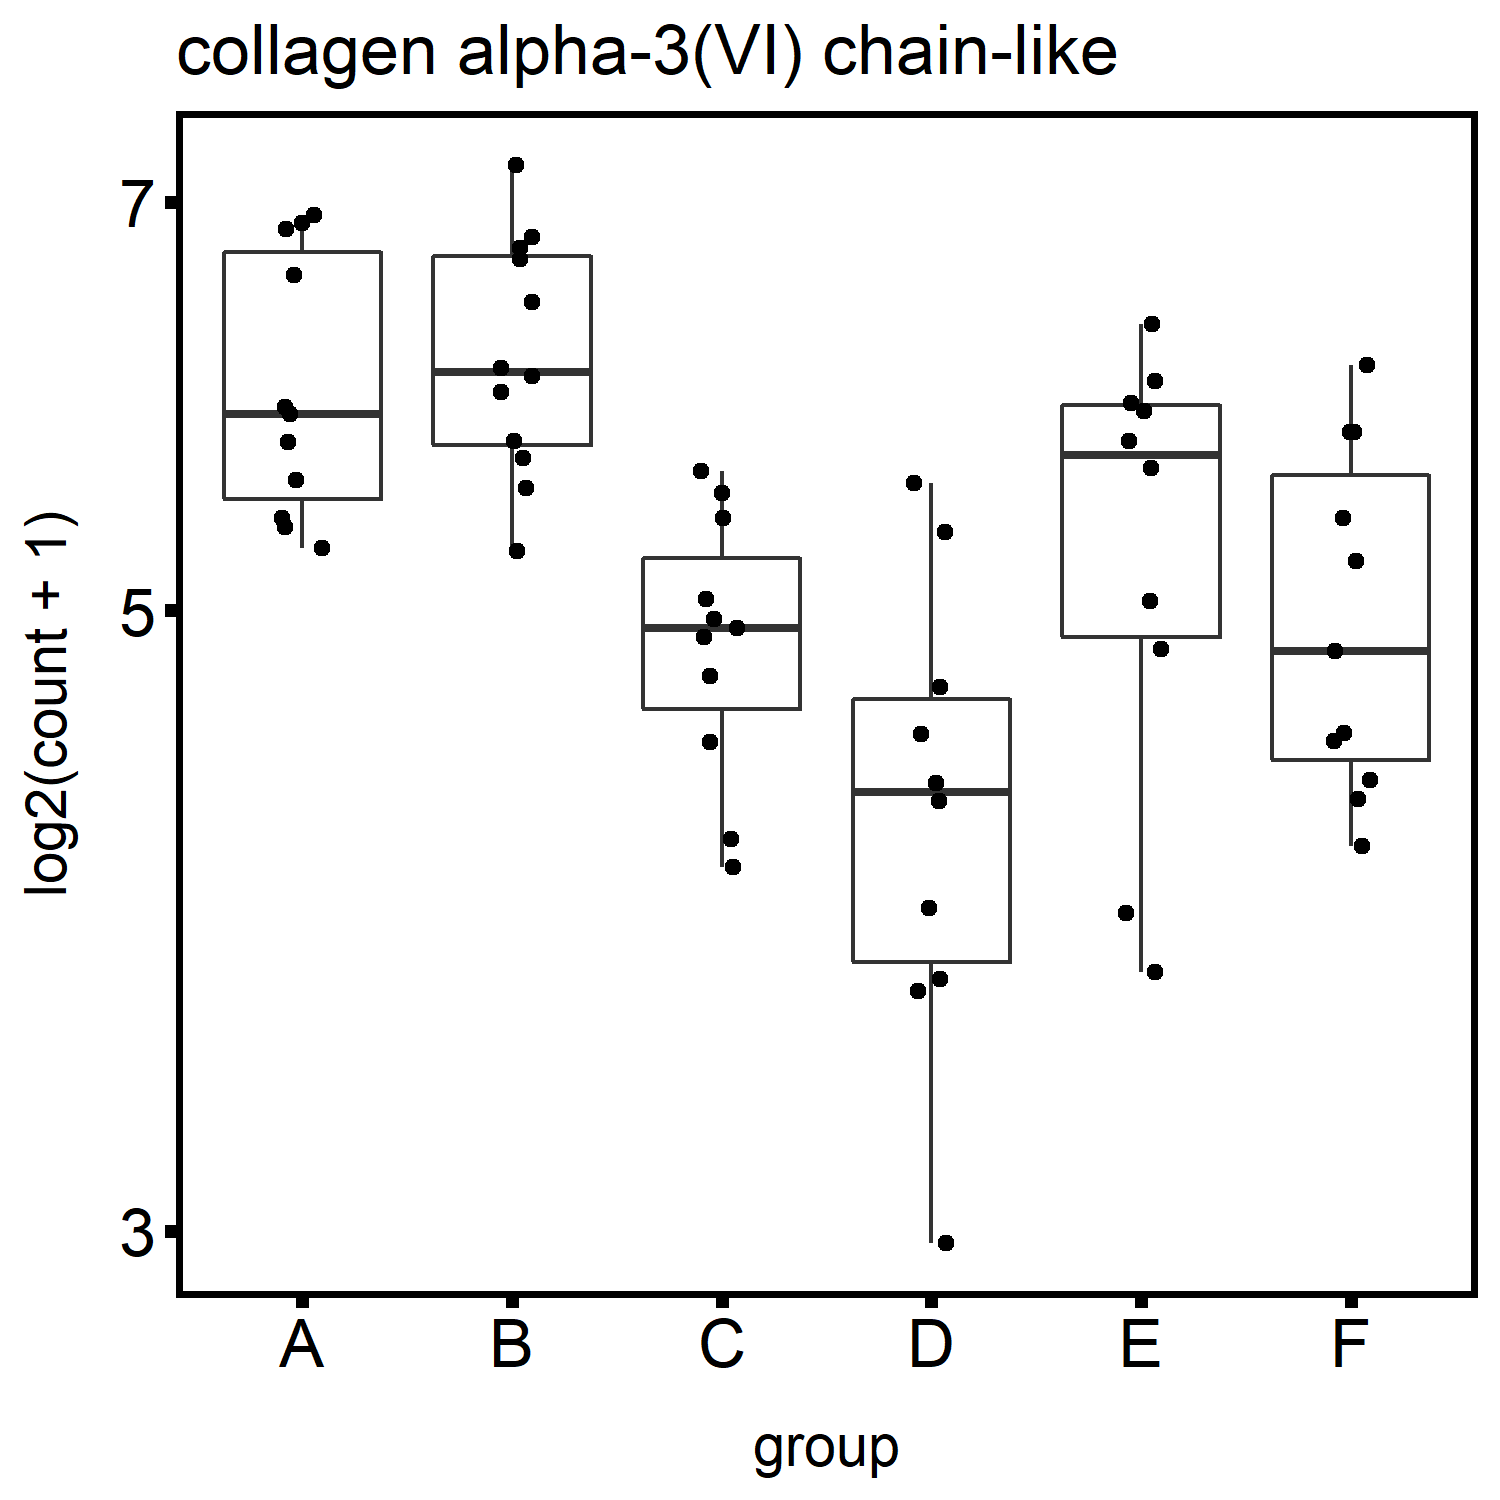 collagen alpha-3(VI) chain-like
7
5
3
log2(count + 1)
A B C D E F
group